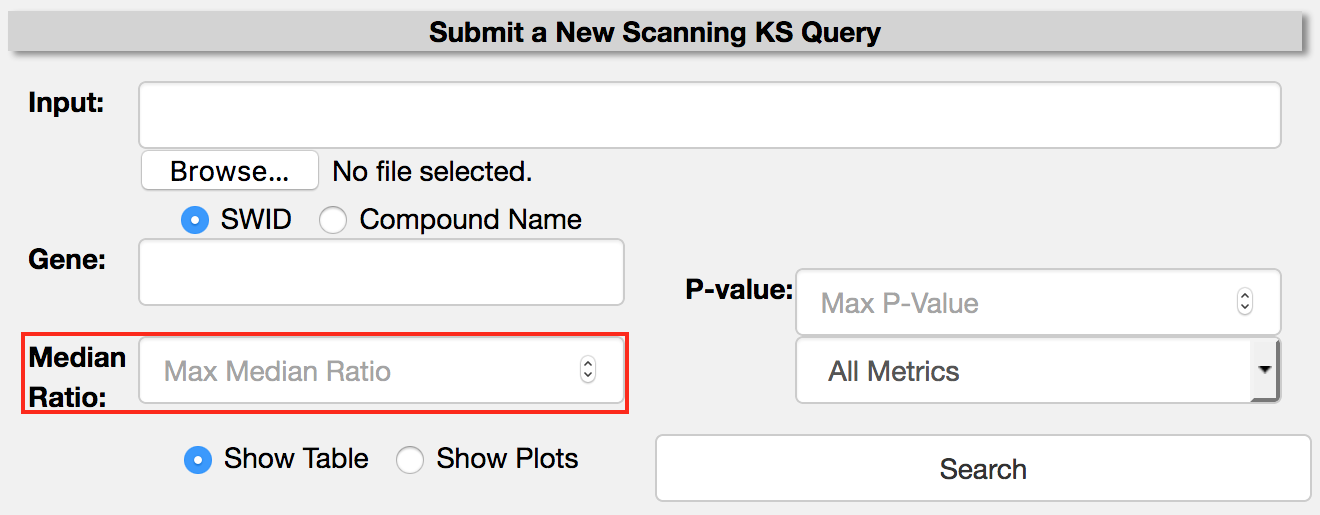 Submit a New Scanning KS Query
Input:
Browse... No file selected.
SWID Compound Name
Gene:
P-value: Max P-Value
Median Ratio: Max Median Ratio
All Metrics
Show Table Show Plots
Search